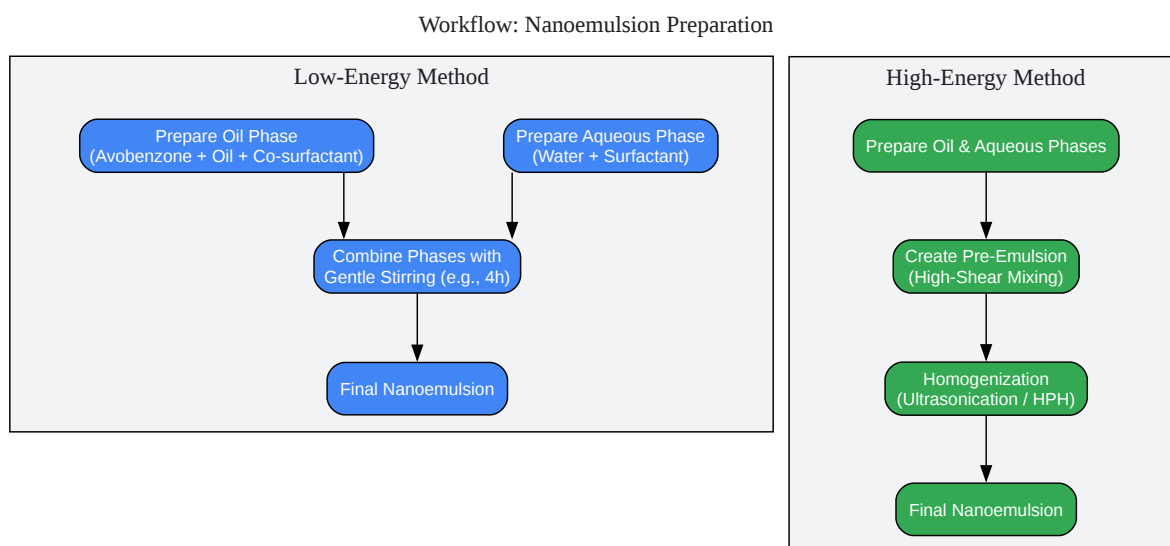 Workflow: Nanoemulsion Preparation
Low-Energy Method
Prepare Oil Phase
(Avobenzone + Oil + Co-surfactant)
Prepare Aqueous Phase
(Water + Surfactant)
Combine Phases with
Gentle Stirring (e.g., 4h)
Final Nanoemulsion
High-Energy Method
Prepare Oil & Aqueous Phases
Create Pre-Emulsion
(High-Shear Mixing)
Homogenization
(Ultrasonication / HPH)
Final Nanoemulsion